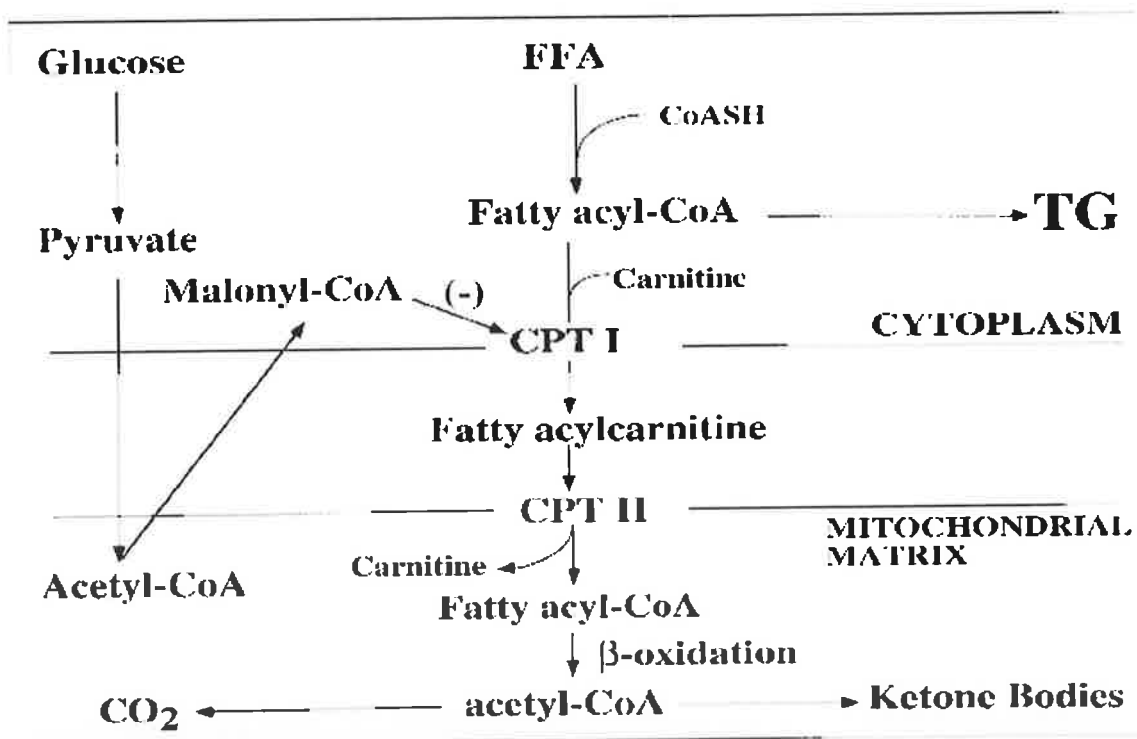 Glucose
FFA
CoASH
Fatty acyl-CoA
TG
Pyruvate
Malonyl-CoA
(-)
Carnitine
CPT I
CYTOPLASM
Fatty acylcarnitine
CPT II
MITOCHONDRIAL
MATRIX
Carnitine
Acetyl-CoA
Fatty acyl-CoA
β-oxidation
CO2
acetyl-CoA
Ketone Bodies